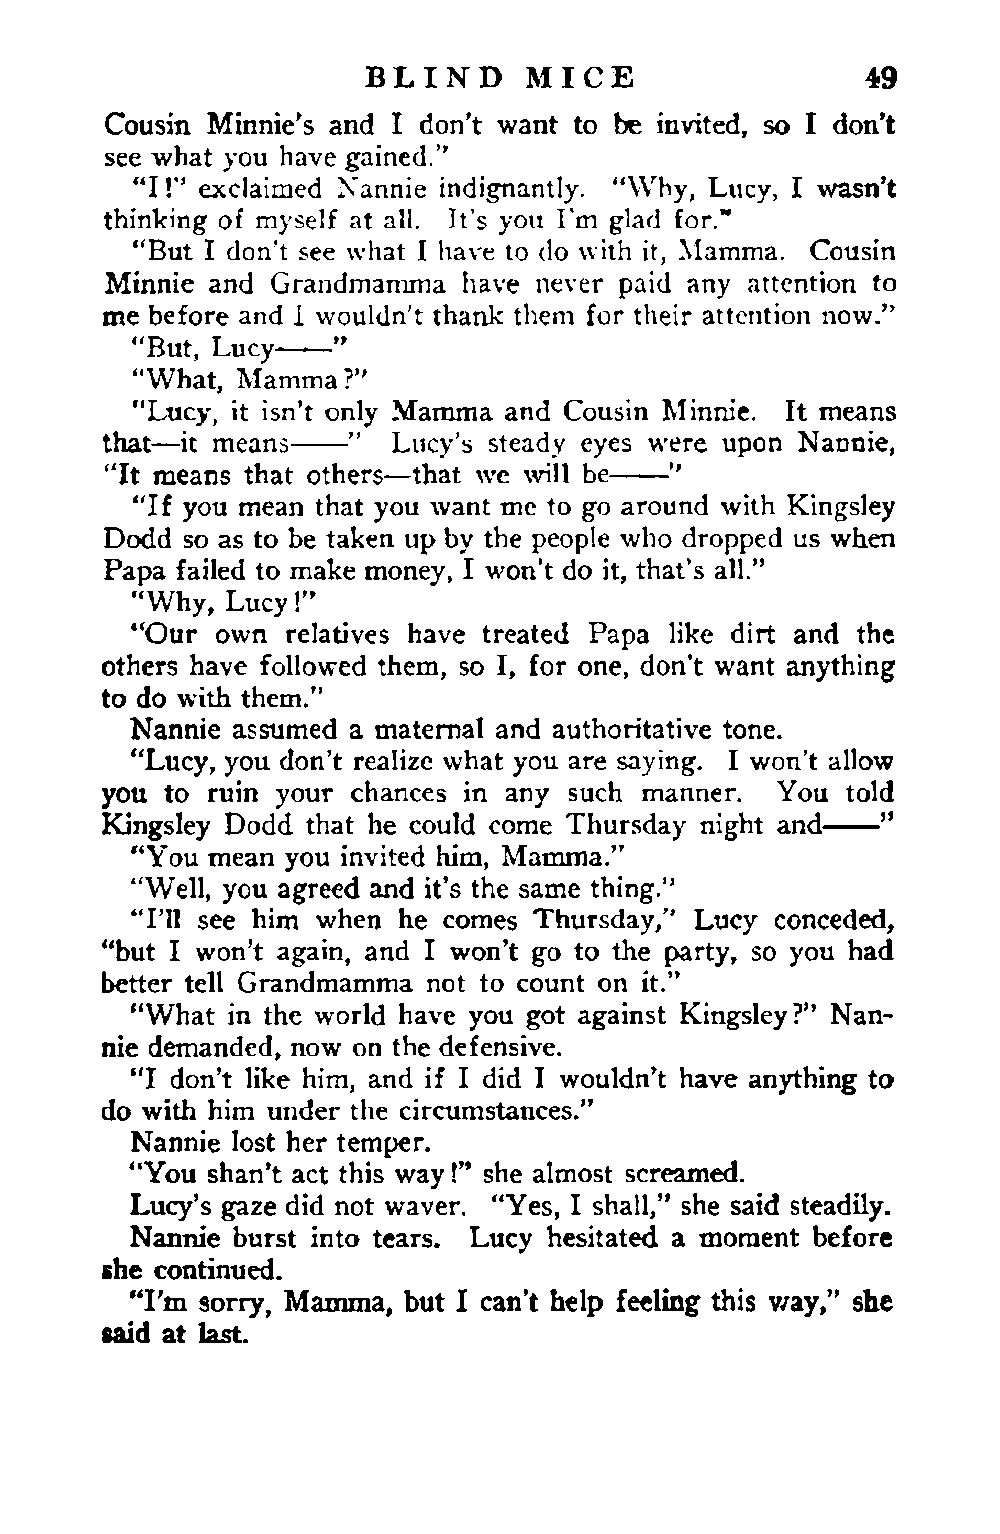 BLIND MICE 49
Cousin Minnie's and I don't want to be invited, so I don't
see what you have gained."
"I!" exclaimed Nannie indignantly. "Why, Lucy, I wasn't
thinking of myself at all. It's you I'm glad for."
"But I don't see what I have to do with it, Mamma. Cousin
Minnie and Grandmamma have never paid any attention to
me before and I wouldn't thank them for their attention now."
"But, Lucy——"
"What, Mamma?"
"Lucy, it isn't only Mamma and Cousin Minnie. It means
that—it means——" Lucy's steady eyes were upon Nannie,
"It means that others—that we will be——"
"If you mean that you want me to go around with Kingsley
Dodd so as to be taken up by the people who dropped us when
Papa failed to make money, I won't do it, that's all."
"Why, Lucy!"
"Our own relatives have treated Papa like dirt and the
others have followed them, so I, for one, don't want anything
to do with them."
Nannie assumed a maternal and authoritative tone.
"Lucy, you don't realize what you are saying. I won't allow
you to ruin your chances in any such manner. You told
Kingsley Dodd that he could come Thursday night and——"
"You mean you invited him, Mamma."
"Well, you agreed and it's the same thing."
"I'll see him when he comes Thursday," Lucy conceded,
"but I won't again, and I won't go to the party, so you had
better tell Grandmamma not to count on it."
"What in the world have you got against Kingsley?" Nan-
nie demanded, now on the defensive.
"I don't like him, and if I did I wouldn't have anything to
do with him under the circumstances."
Nannie lost her temper.
"You shan't act this way!" she almost screamed.
Lucy's gaze did not waver. "Yes, I shall," she said steadily.
Nannie burst into tears. Lucy hesitated a moment before
she continued.
"I'm sorry, Mamma, but I can't help feeling this way," she
said at last.